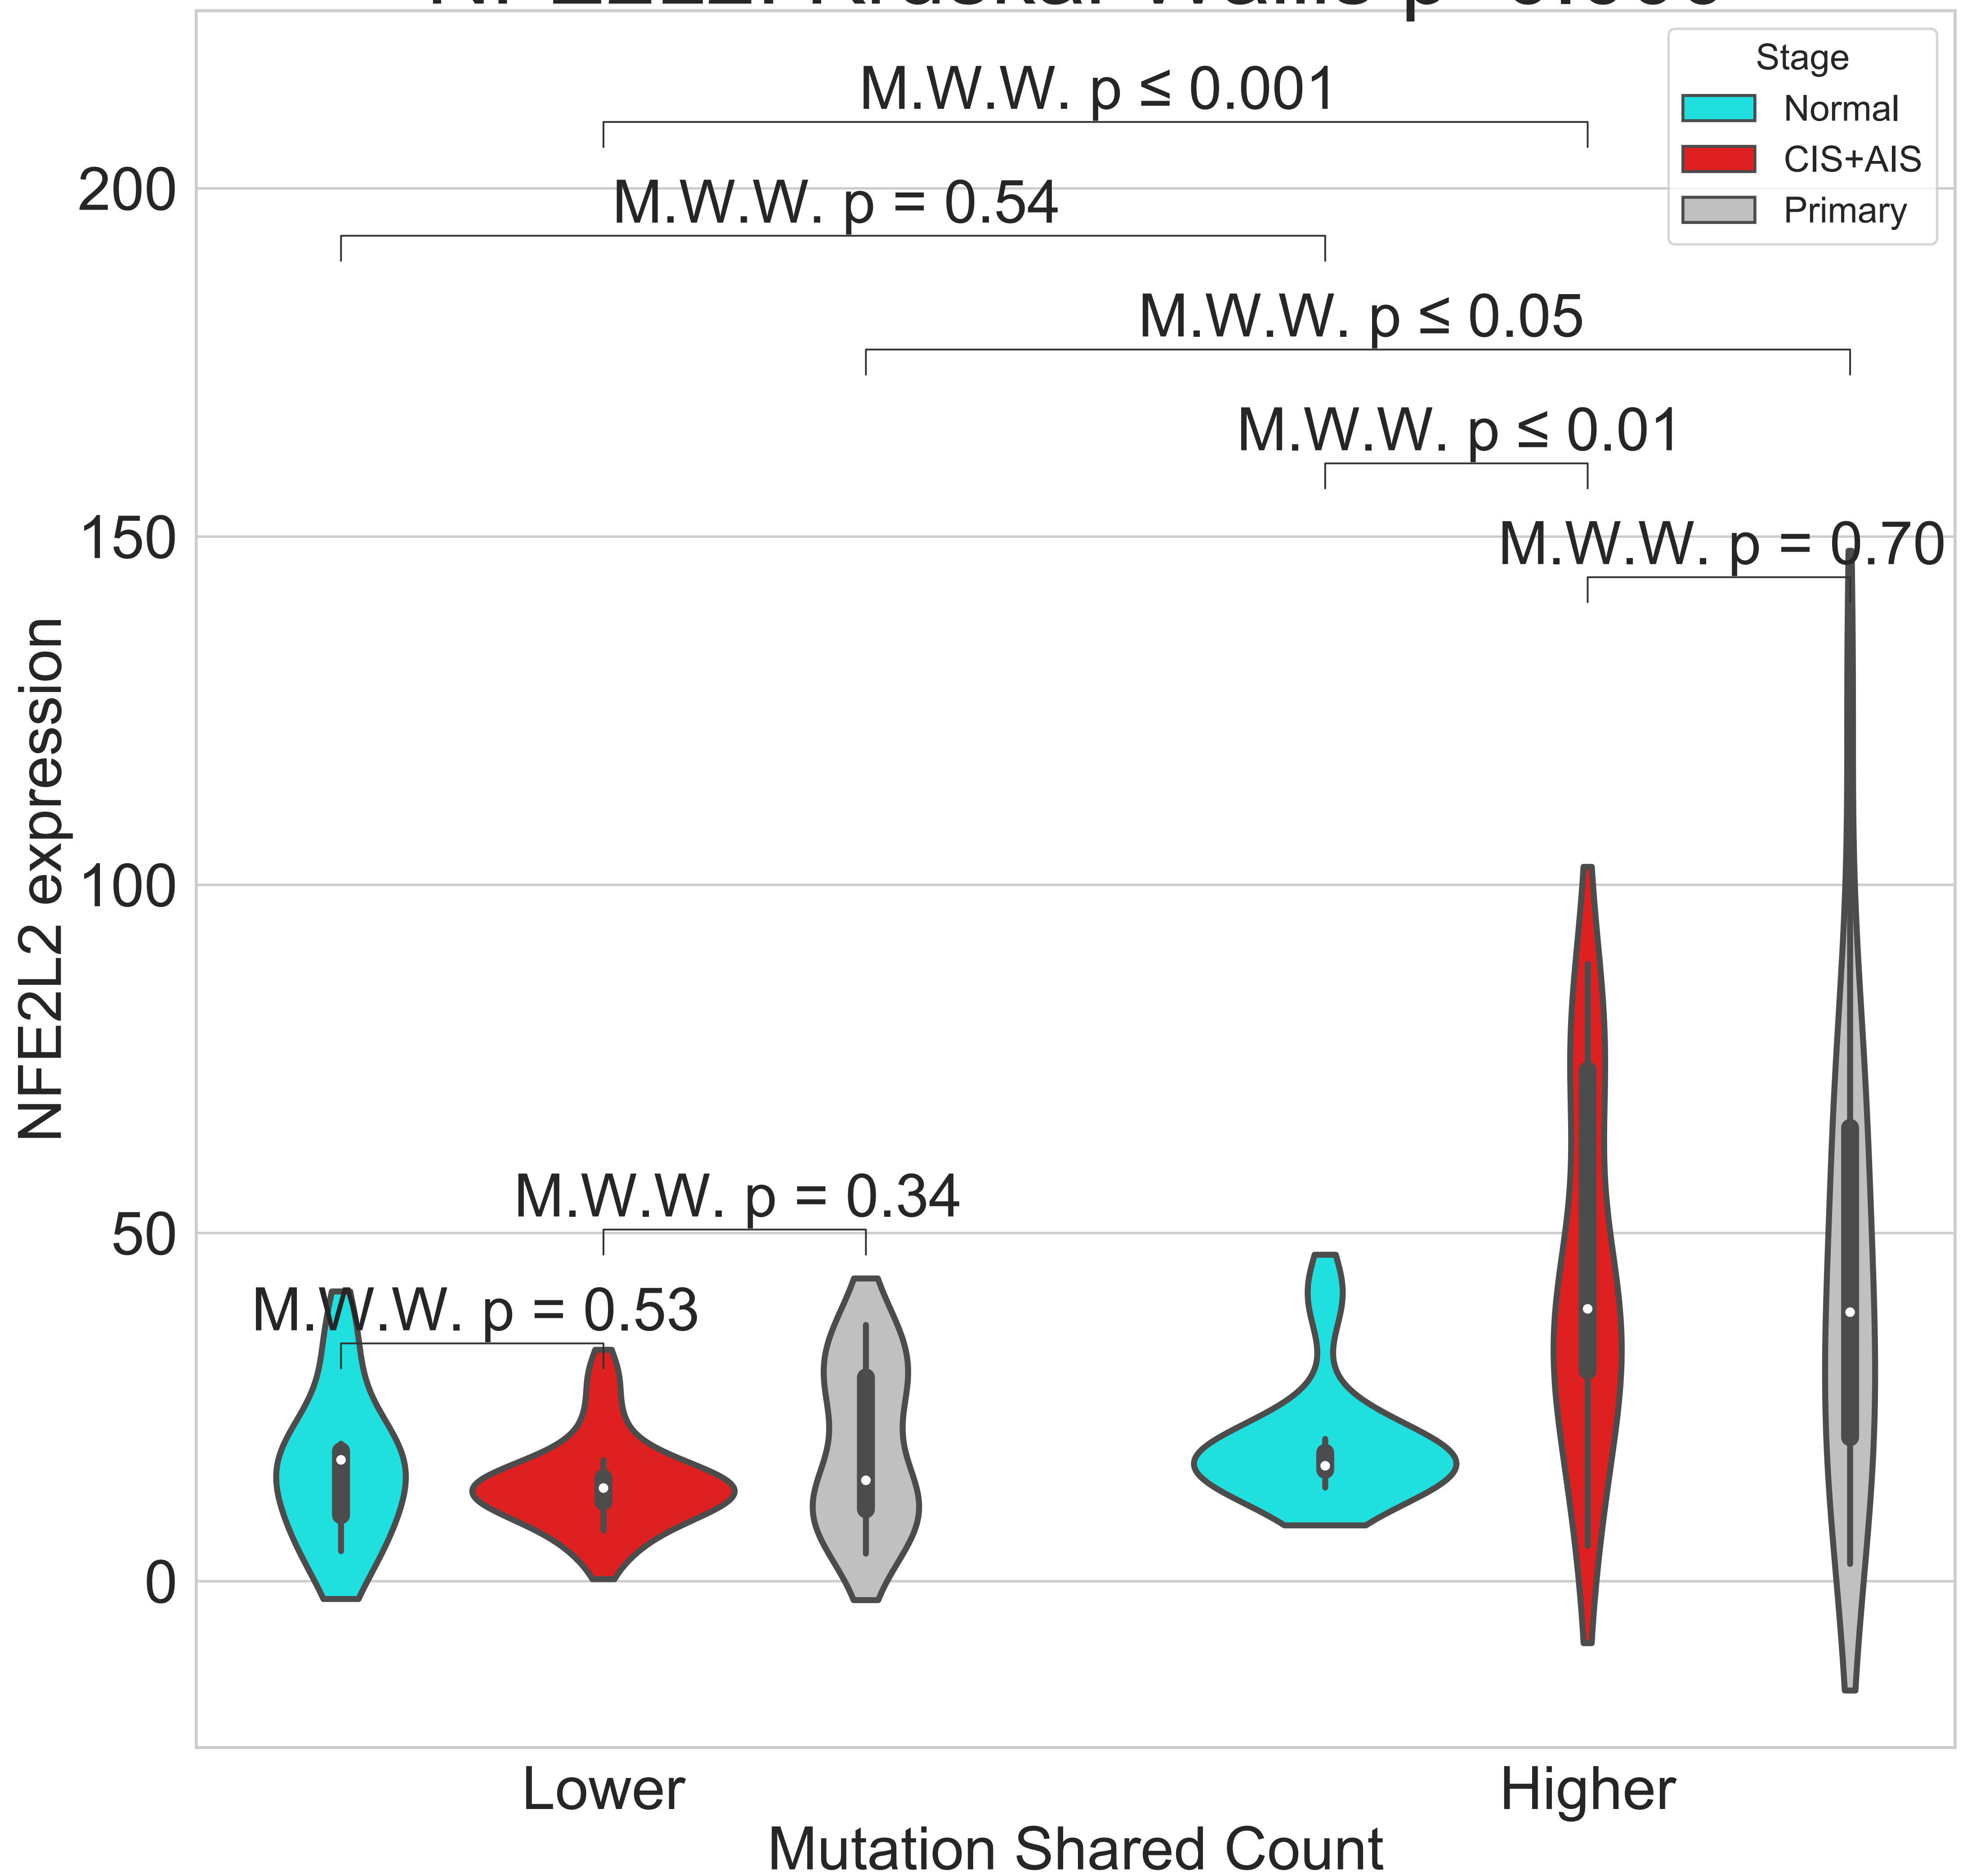 M.W.W. p ≤ 0.001
Stage
Normal
CIS+AIS
Primary
M.W.W. p = 0.54
M.W.W. p ≤ 0.05
M.W.W. p ≤ 0.01
M.W.W. p = 0.70
M.W.W. p = 0.34
M.W.W. p = 0.53
200
150
100
50
0
NFE2L2 expression
Lower
Higher
Mutation Shared Count